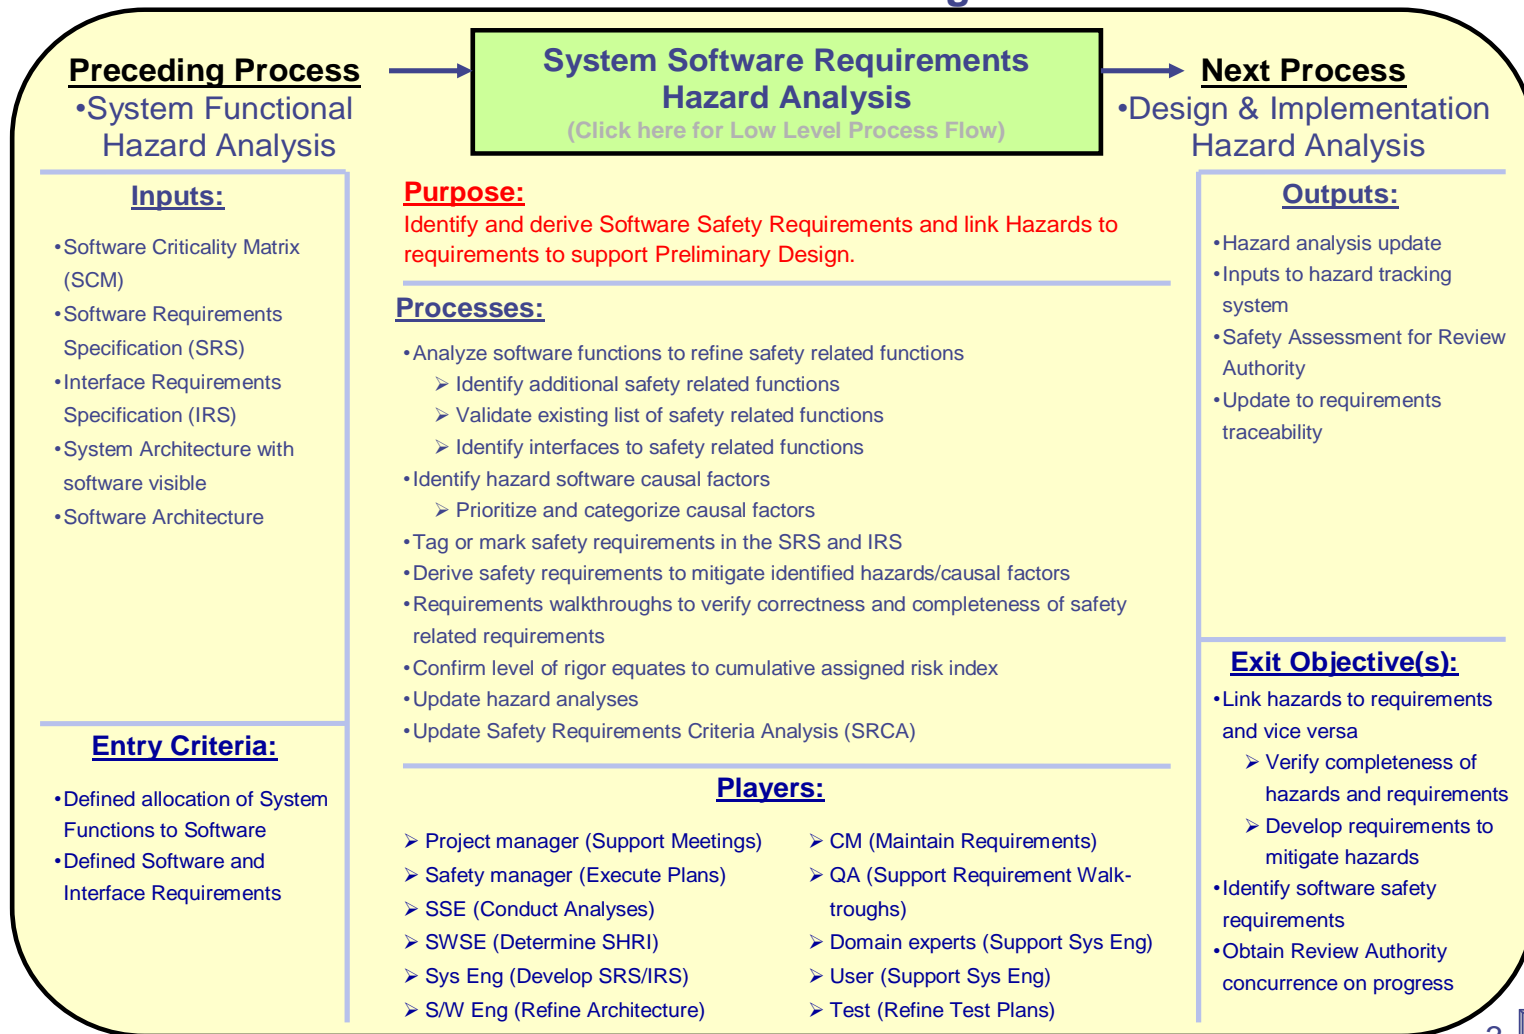 Preceding Process
•System Functional
Hazard Analysis
System Software Requirements
Hazard Analysis
(Click here for Low Level Process Flow)
Next Process
•Design & Implementation
Hazard Analysis
Inputs:
•Software Criticality Matrix
(SCM)
•Software Requirements
Specification (SRS)
•Interface Requirements
Specification (IRS)
•System Architecture with
software visible
•Software Architecture
Entry Criteria:
•Defined allocation of System
Functions to Software
•Defined Software and
Interface Requirements
Purpose:
Identify and derive Software Safety Requirements and link Hazards to
requirements to support Preliminary Design.
Processes:
•Analyze software functions to refine safety related functions
➢ Identify additional safety related functions
➢ Validate existing list of safety related functions
➢ Identify interfaces to safety related functions
•Identify hazard software causal factors
➢ Prioritize and categorize causal factors
•Tag or mark safety requirements in the SRS and IRS
•Derive safety requirements to mitigate identified hazards/causal factors
•Requirements walkthroughs to verify correctness and completeness of safety
related requirements
•Confirm level of rigor equates to cumulative assigned risk index
•Update hazard analyses
•Update Safety Requirements Criteria Analysis (SRCA)
Players:
➢ Project manager (Support Meetings)
➢ Safety manager (Execute Plans)
➢ SSE (Conduct Analyses)
➢ SWSE (Determine SHRI)
➢ Sys Eng (Develop SRS/IRS)
➢ S/W Eng (Refine Architecture)
➢ CM (Maintain Requirements)
➢ QA (Support Requirement Walk-
troughs)
➢ Domain experts (Support Sys Eng)
➢ User (Support Sys Eng)
➢ Test (Refine Test Plans)
Outputs:
•Hazard analysis update
•Inputs to hazard tracking
system
•Safety Assessment for Review
Authority
•Update to requirements
traceability
Exit Objective(s):
•Link hazards to requirements
and vice versa
➢ Verify completeness of
hazards and requirements
➢ Develop requirements to
mitigate hazards
•Identify software safety
requirements
•Obtain Review Authority
concurrence on progress